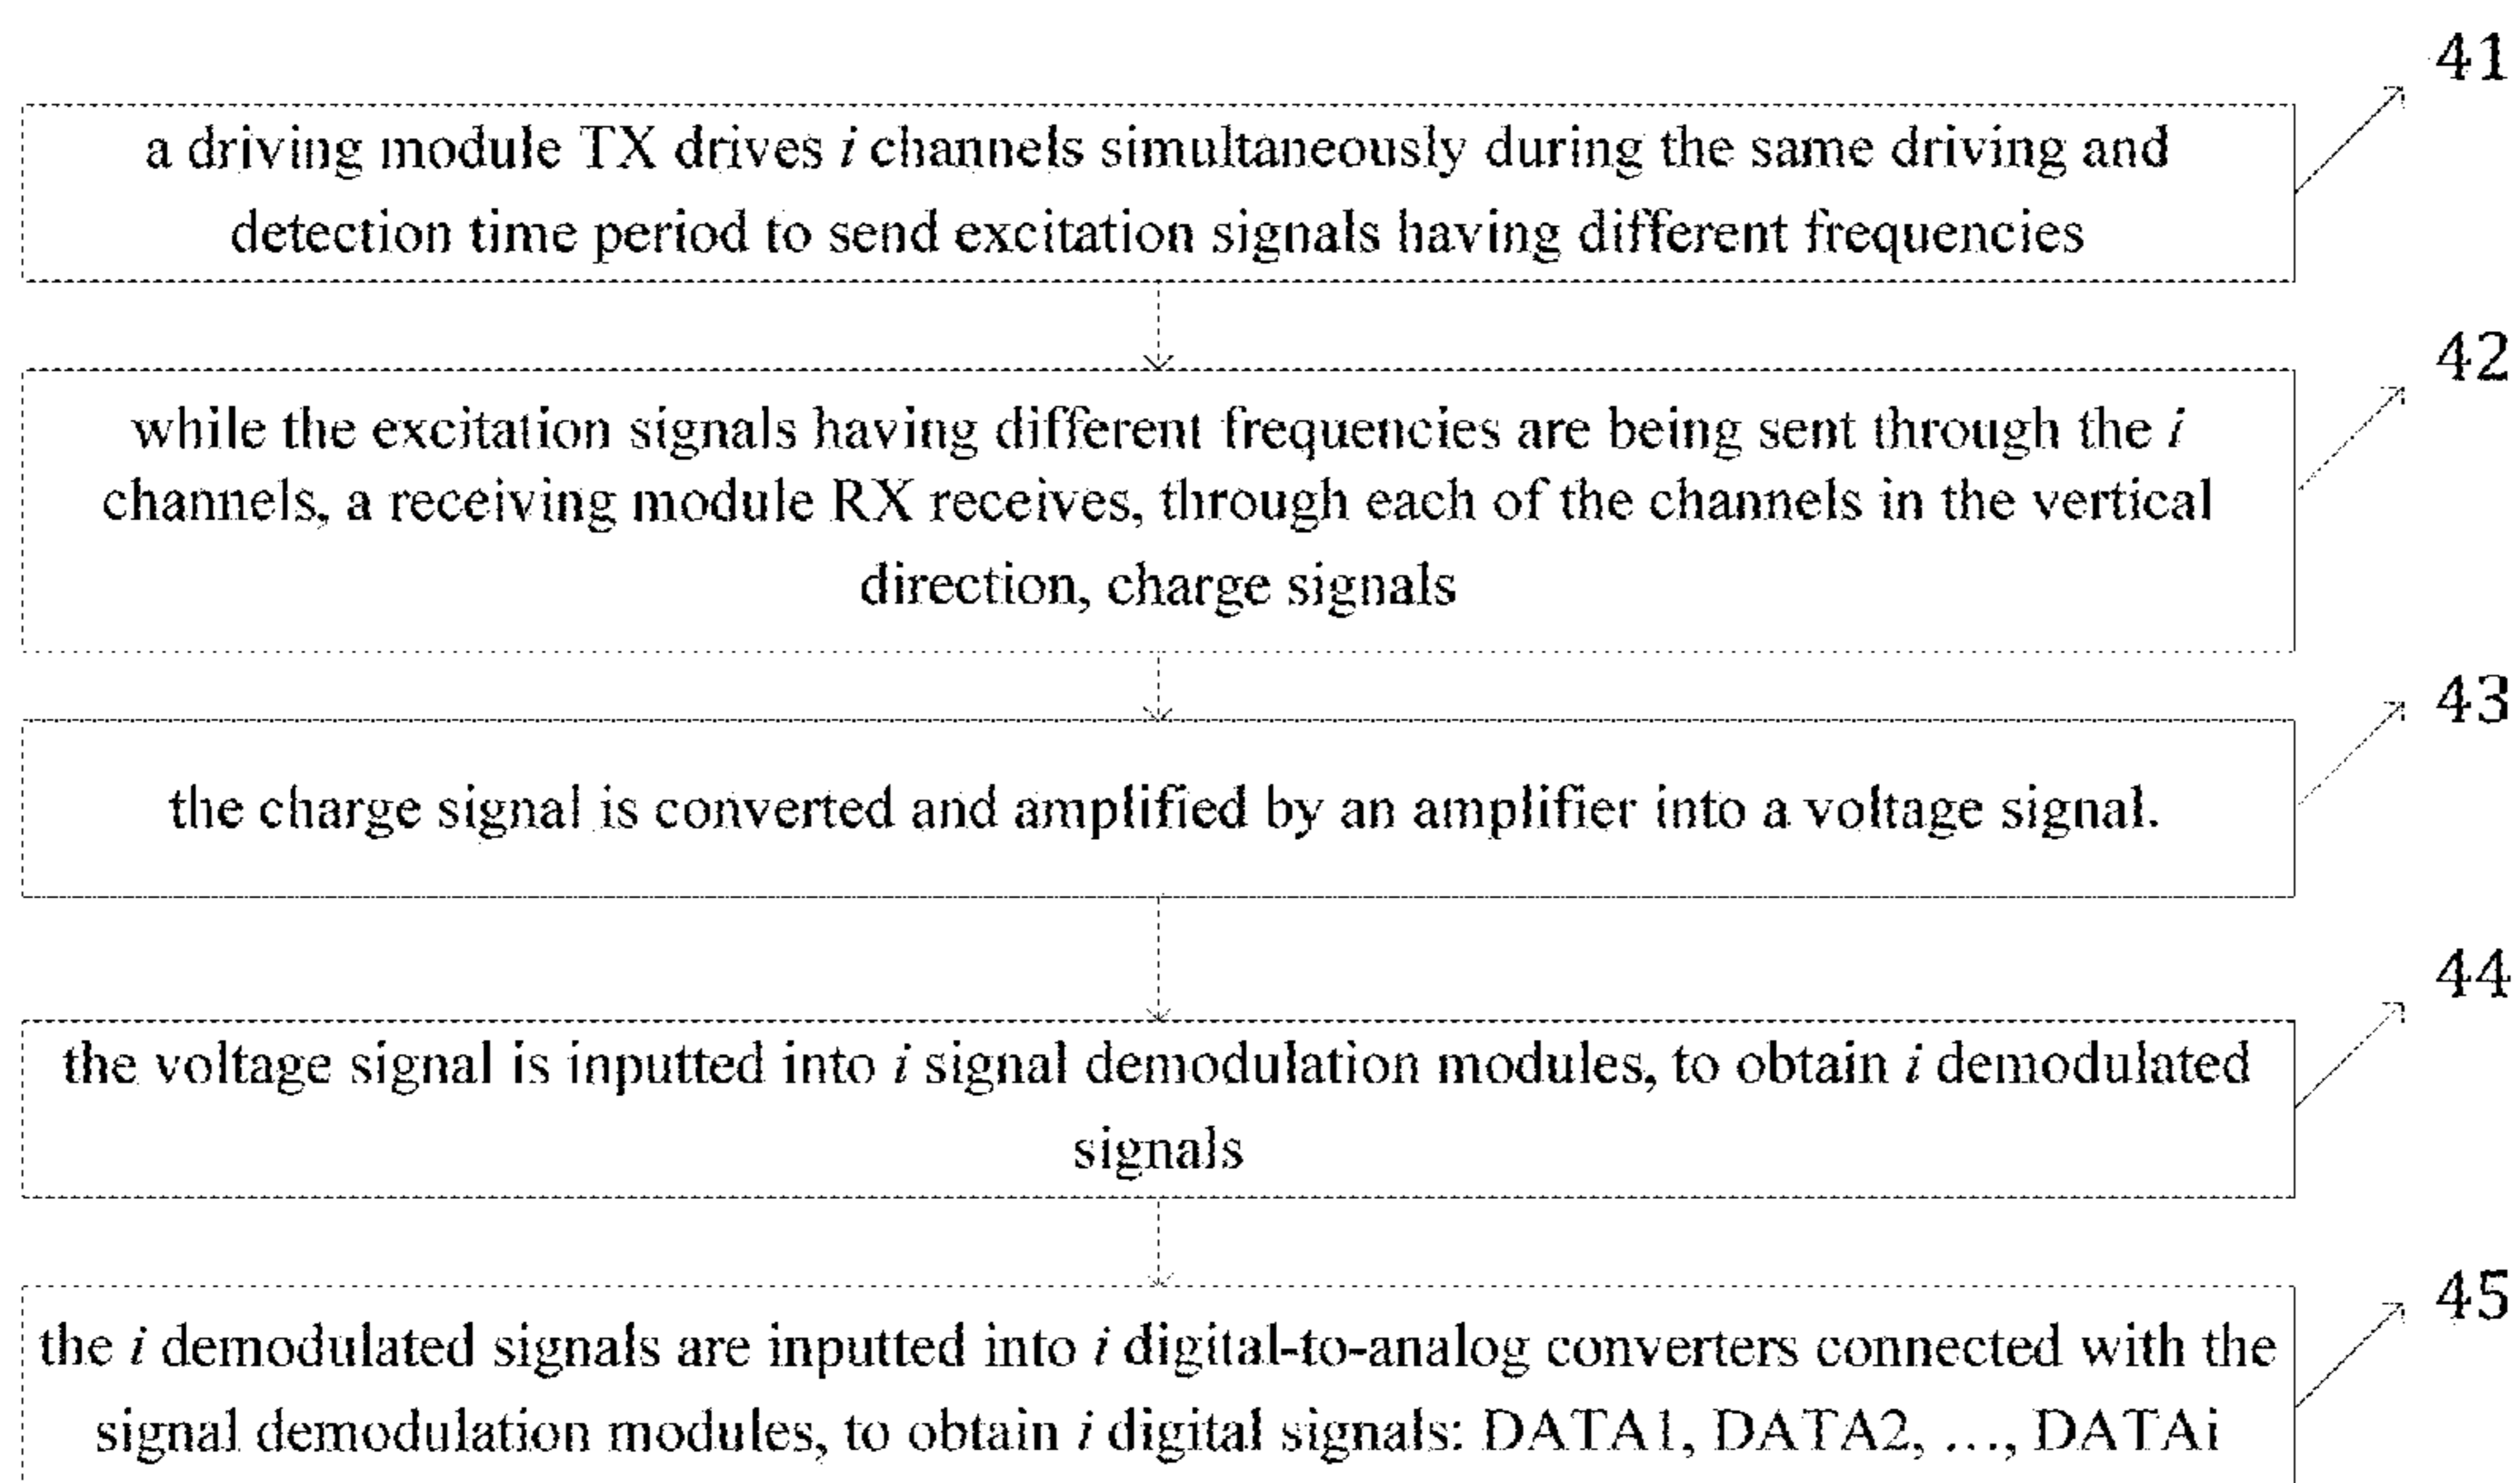 41
a driving module TX drives i channels simultaneously during the same driving and
detection time period to send excitation signals having different frequencies
42
while the excitation signals having different frequencies are being sent through the i
channels, a receiving module RX receives, through each of the channels in the vertical
direction, charge signals
43
the charge signal is converted and amplified by an amplifier into a voltage signal.
44
the voltage signal is inputted into i signal demodulation modules, to obtain i demodulated
signals
45
the i demodulated signals are inputted into i digital-to-analog converters connected with the
signal demodulation modules, to obtain i digital signals: DATA1, DATA2, …, DATAi